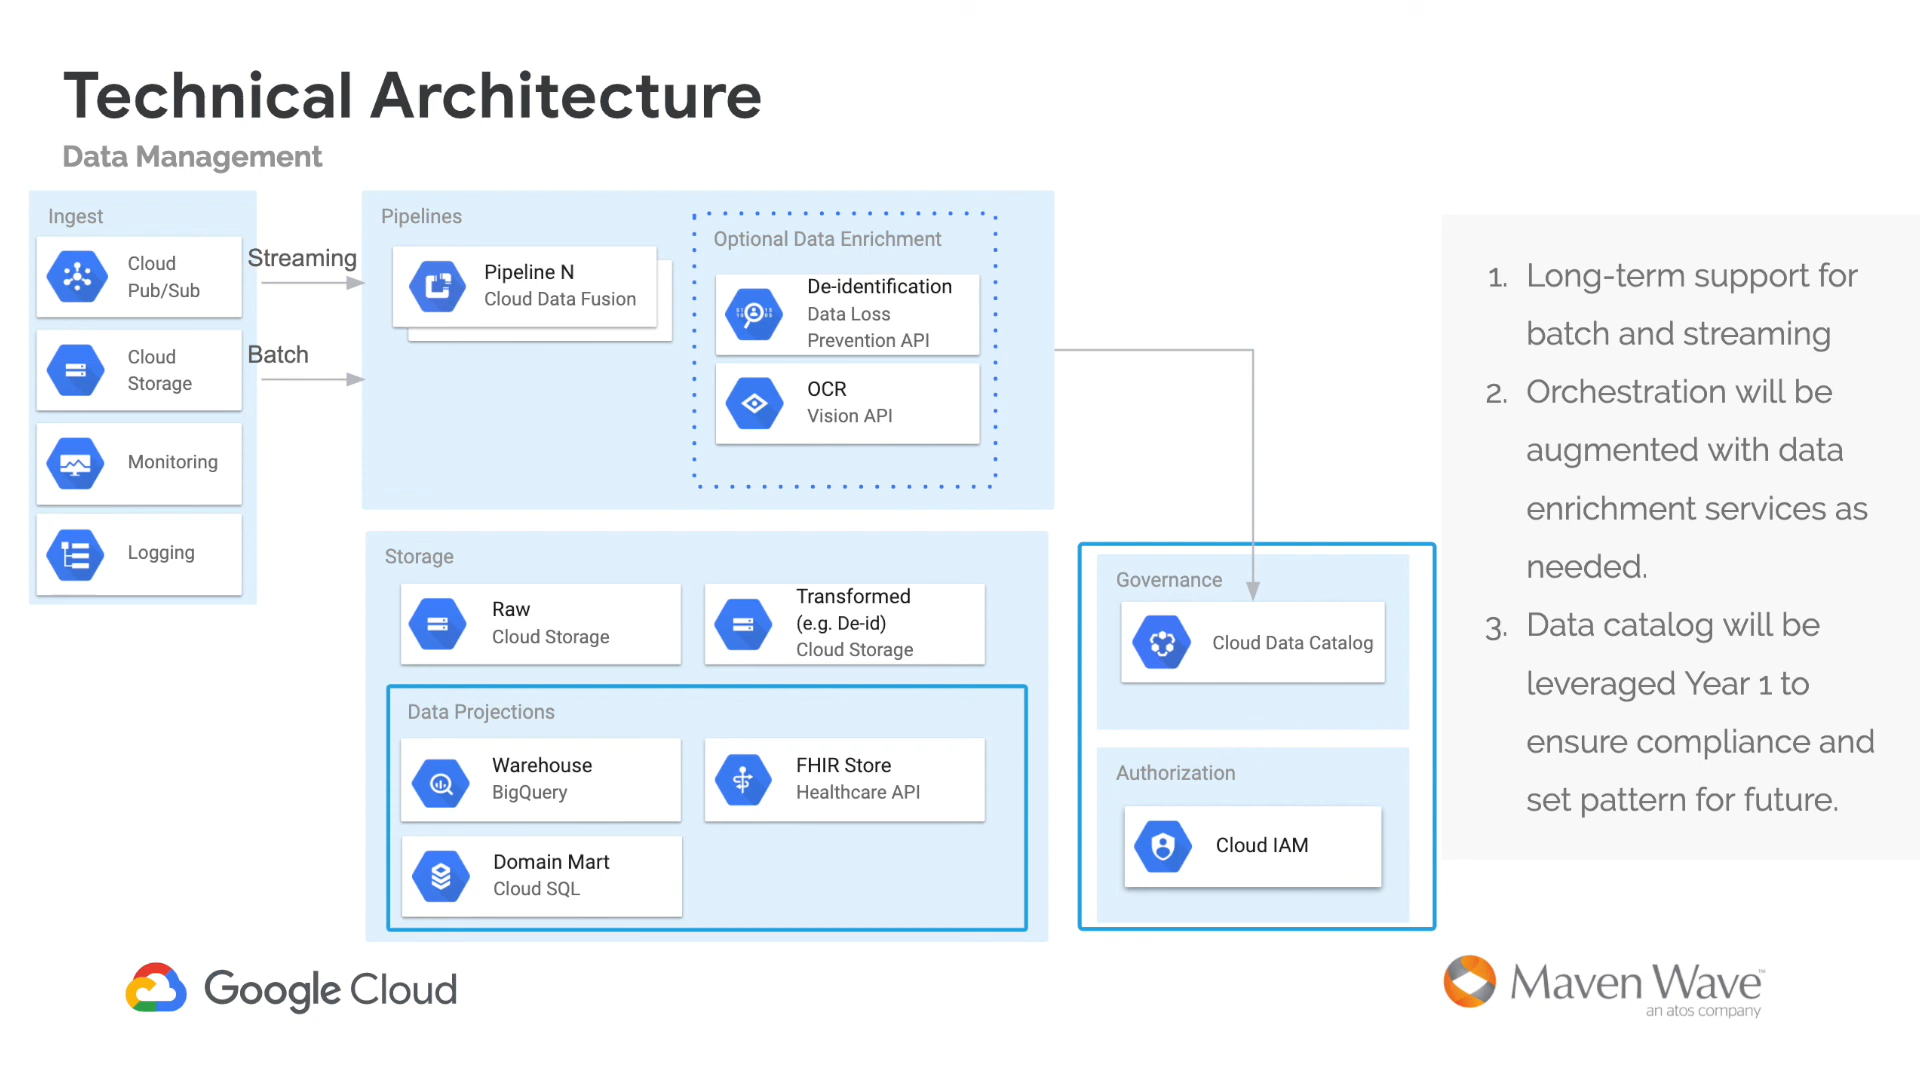 Technical Architecture
Data Management
Ingest
Cloud
Pub/Sub
Cloud
Storage
Monitoring
Logging
Streaming
Batch
Pipelines
Pipeline N
Cloud Data Fusion
Optional Data Enrichment
De-identification
Data Loss
Prevention API
OCR
Vision API
Storage
Raw
Cloud Storage
Transformed
(e.g. De-id)
Cloud Storage
Data Projections
Warehouse
BigQuery
FHIR Store
Healthcare API
Domain Mart
Cloud SQL
Governance
Cloud Data Catalog
Authorization
Cloud IAM
1. Long-term support for
batch and streaming
2. Orchestration will be
augmented with data
enrichment services as
needed.
3. Data catalog will be
leveraged Year 1 to
ensure compliance and
set pattern for future.
Google Cloud
Maven Wave™
an atos company